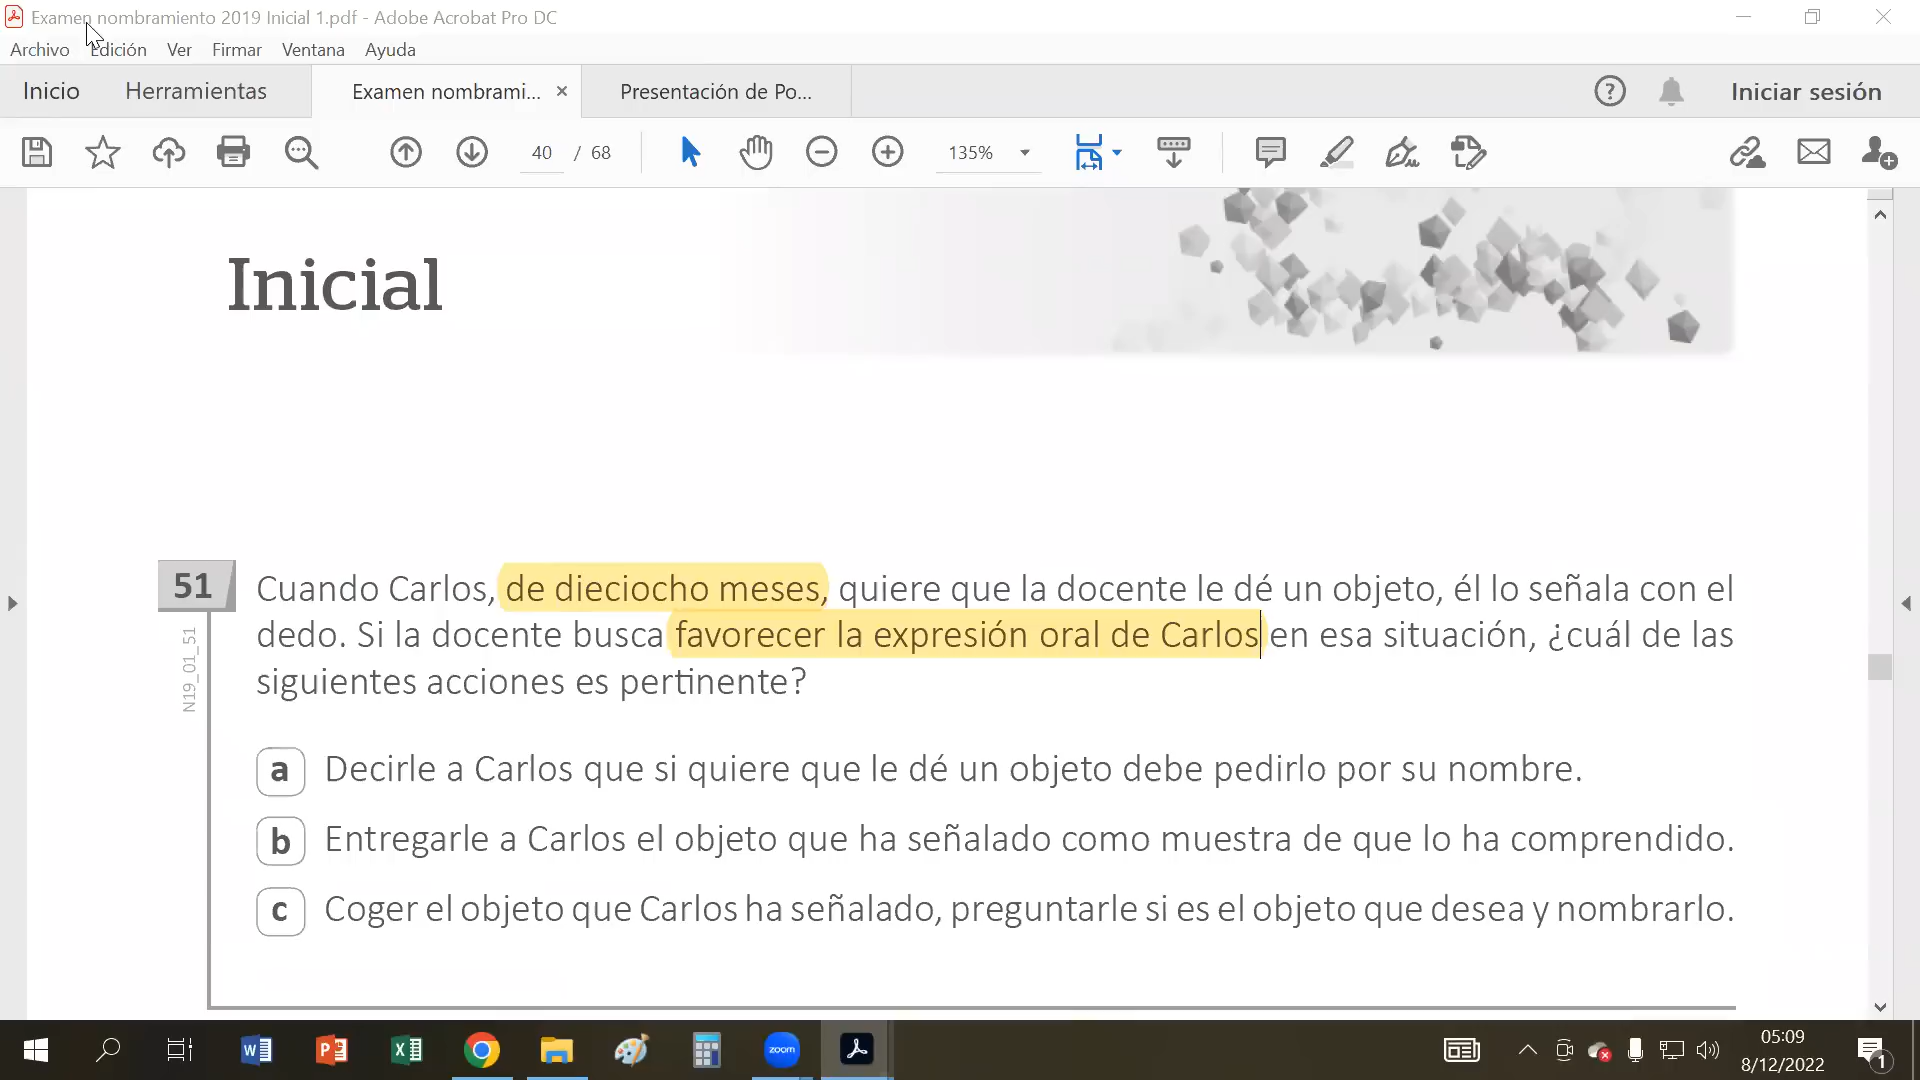 Examen nombramiento 2019 Inicial 1.pdf - Adobe Acrobat Pro DC
Archivo Edición Ver Firmar Ventana Ayuda
Inicio Herramientas Examen nombrami... × Presentación de Po... Iniciar sesión
40 / 68 135%
Inicial
51 Cuando Carlos, de dieciocho meses, quiere que la docente le dé un objeto, él lo señala con el
dedo. Si la docente busca favorecer la expresión oral de Carlos en esa situación, ¿cuál de las
siguientes acciones es pertinente?
N19_01_51
a Decirle a Carlos que si quiere que le dé un objeto debe pedirlo por su nombre.
b Entregarle a Carlos el objeto que ha señalado como muestra de que lo ha comprendido.
c Coger el objeto que Carlos ha señalado, preguntarle si es el objeto que desea y nombrarlo.
zoom
05:09
8/12/2022
1